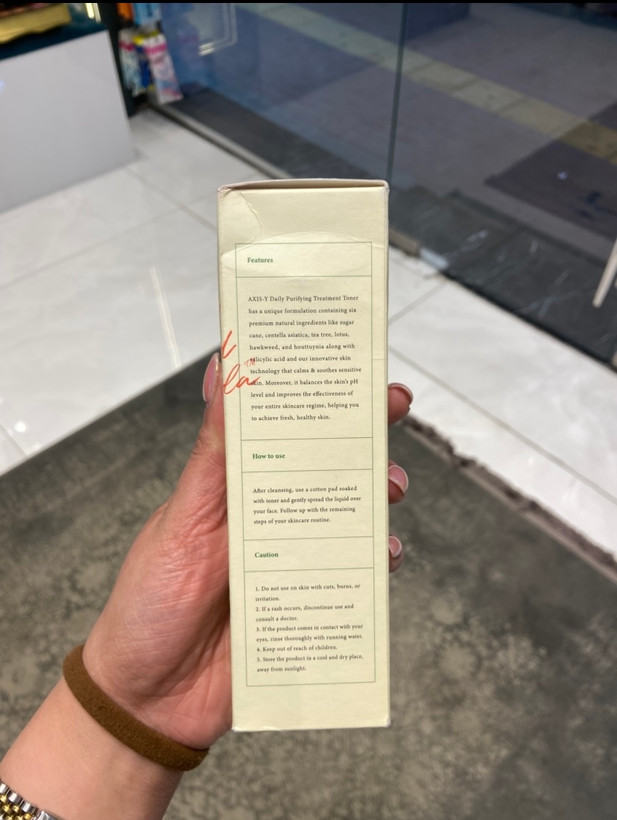 Features
AXIS-Y Daily Purifying Treatment Toner
has a unique formulation containing six
premium natural ingredients like sugar
cane, centella asiatica, tea tree, lotus,
hawkweed, and houttuynia along with
salicylic acid and our innovative skin
technology that calms & soothes sensitive
skin. Moreover, it balances the skin's pH
level and improves the effectiveness of
your entire skincare regime, helping you
to achieve fresh, healthy skin.
How to use
After cleansing, use a cotton pad soaked
with toner and gently spread the liquid over
your face. Follow up with the remaining
steps of your skincare routine.
Caution
1. Do not use on skin with cuts, burns, or
irritation.
2. If a rash occurs, discontinue use and
consult a doctor.
3. If the product comes in contact with your
eyes, rinse thoroughly with running water.
4. Keep out of reach of children.
5. Store the product in a cool and dry place,
away from sunlight.